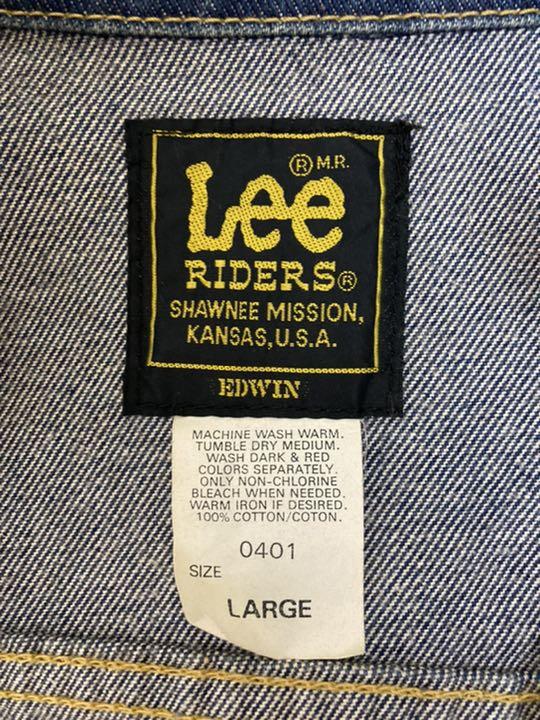 ® M.R.
Lee
RIDERS®
SHAWNEE MISSION,
KANSAS, U.S.A.
EDWIN
MACHINE WASH WARM.
TUMBLE DRY MEDIUM.
WASH DARK & RED
COLORS SEPARATELY.
ONLY NON-CHLORINE
BLEACH WHEN NEEDED.
WARM IRON IF DESIRED.
100% COTTON/COTON.
0401
SIZE
LARGE